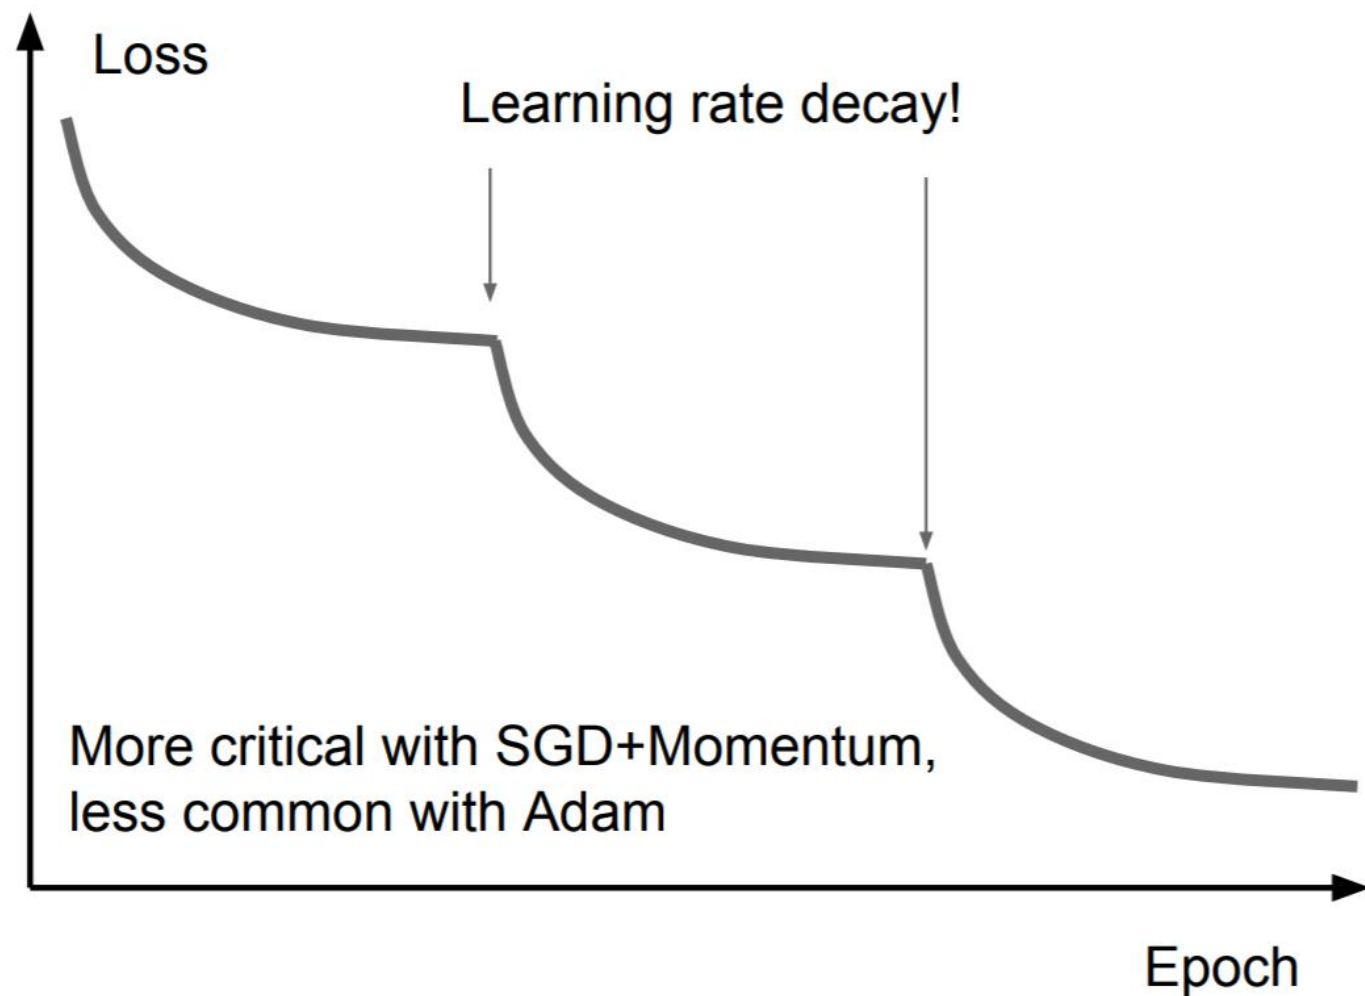 Loss
Learning rate decay!
More critical with SGD+Momentum,
less common with Adam
Epoch